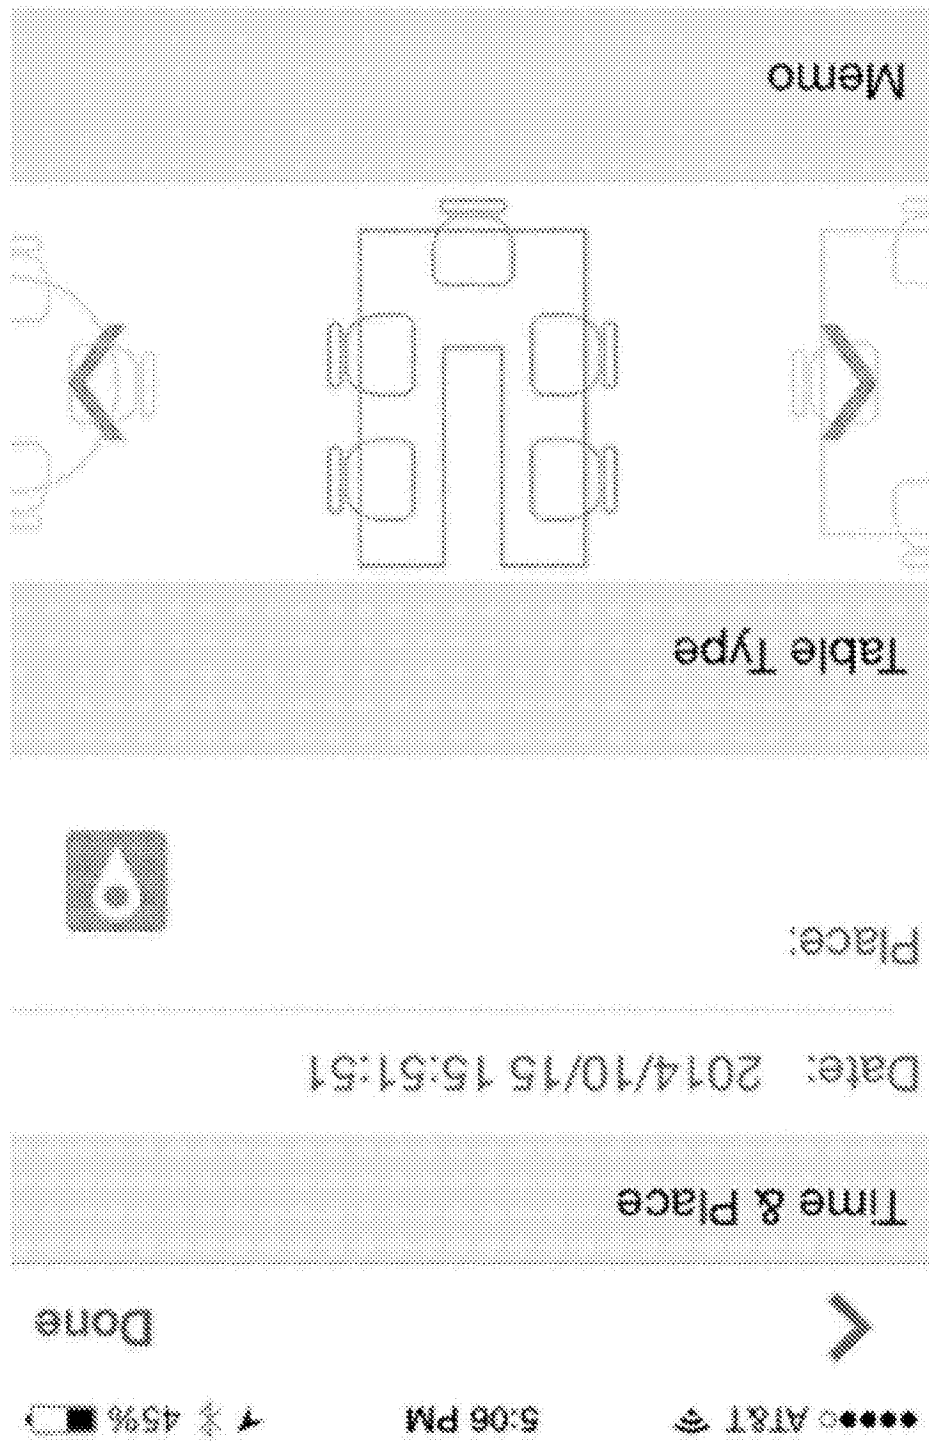 AT&T 5:06 PM 45%
Done
Time & Place
Date: 2014/10/15 15:51:51
Place:
Table Type
Memo